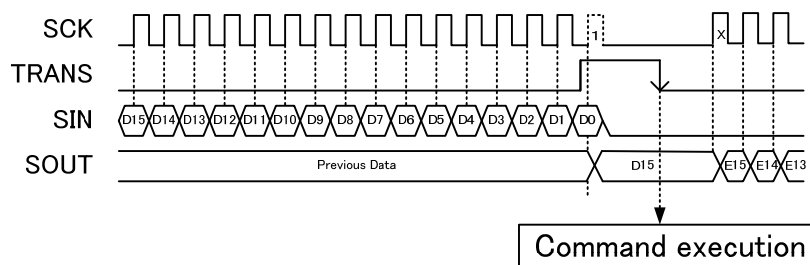 SCK 1 X
TRANS
SIN D15 D14 D13 D12 D11 D10 D9 D8 D7 D6 D5 D4 D3 D2 D1 D0
SOUT Previous Data D15 E15 E14 E13
Command execution